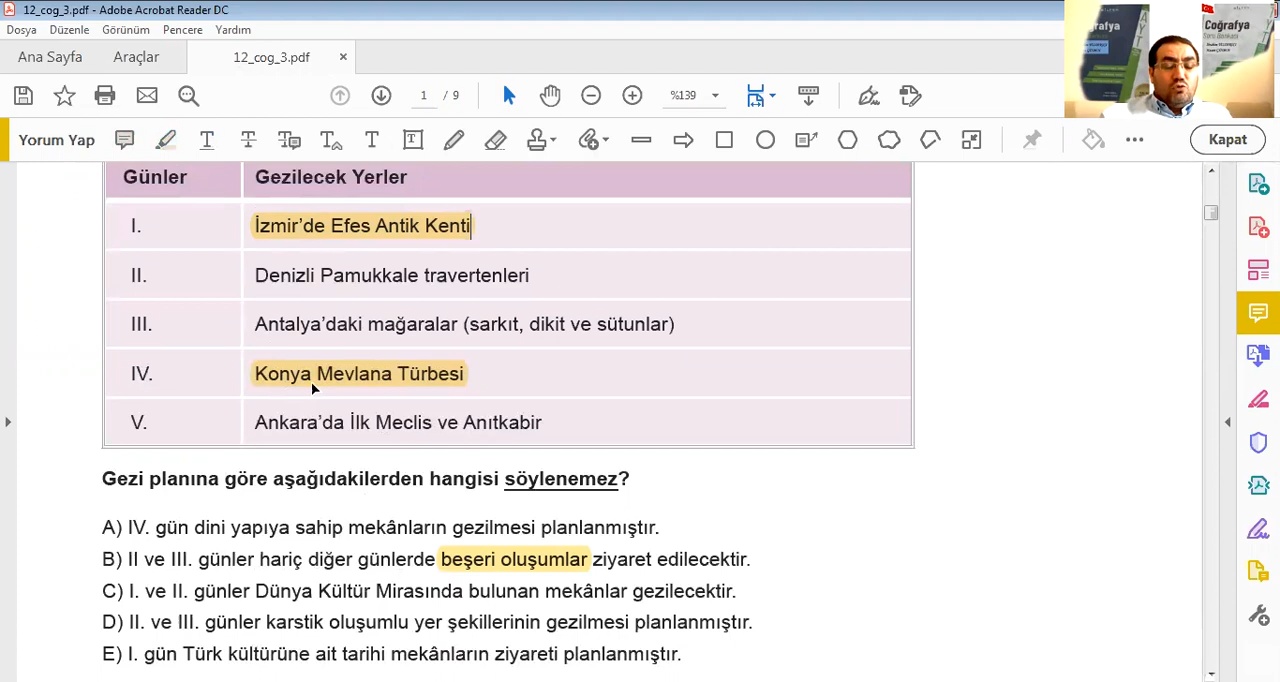 12_cog_3.pdf - Adobe Acrobat Reader DC
Dosya Düzenle Görünüm Pencere Yardım
Ana Sayfa Araçlar 12_cog_3.pdf ×
1 / 9 %139
Yorum Yap Kapat
Coğrafya
AYT
Günler Gezilecek Yerler
I. İzmir’de Efes Antik Kenti
II. Denizli Pamukkale travertenleri
III. Antalya’daki mağaralar (sarkıt, dikit ve sütunlar)
IV. Konya Mevlana Türbesi
V. Ankara’da İlk Meclis ve Anıtkabir
Gezi planına göre aşağıdakilerden hangisi söylenemez?
A) IV. gün dini yapıya sahip mekânların gezilmesi planlanmıştır.
B) II ve III. günler hariç diğer günlerde beşeri oluşumlar ziyaret edilecektir.
C) I. ve II. günler Dünya Kültür Mirasında bulunan mekânlar gezilecektir.
D) II. ve III. günler karstik oluşumlu yer şekillerinin gezilmesi planlanmıştır.
E) I. gün Türk kültürüne ait tarihi mekânların ziyareti planlanmıştır.